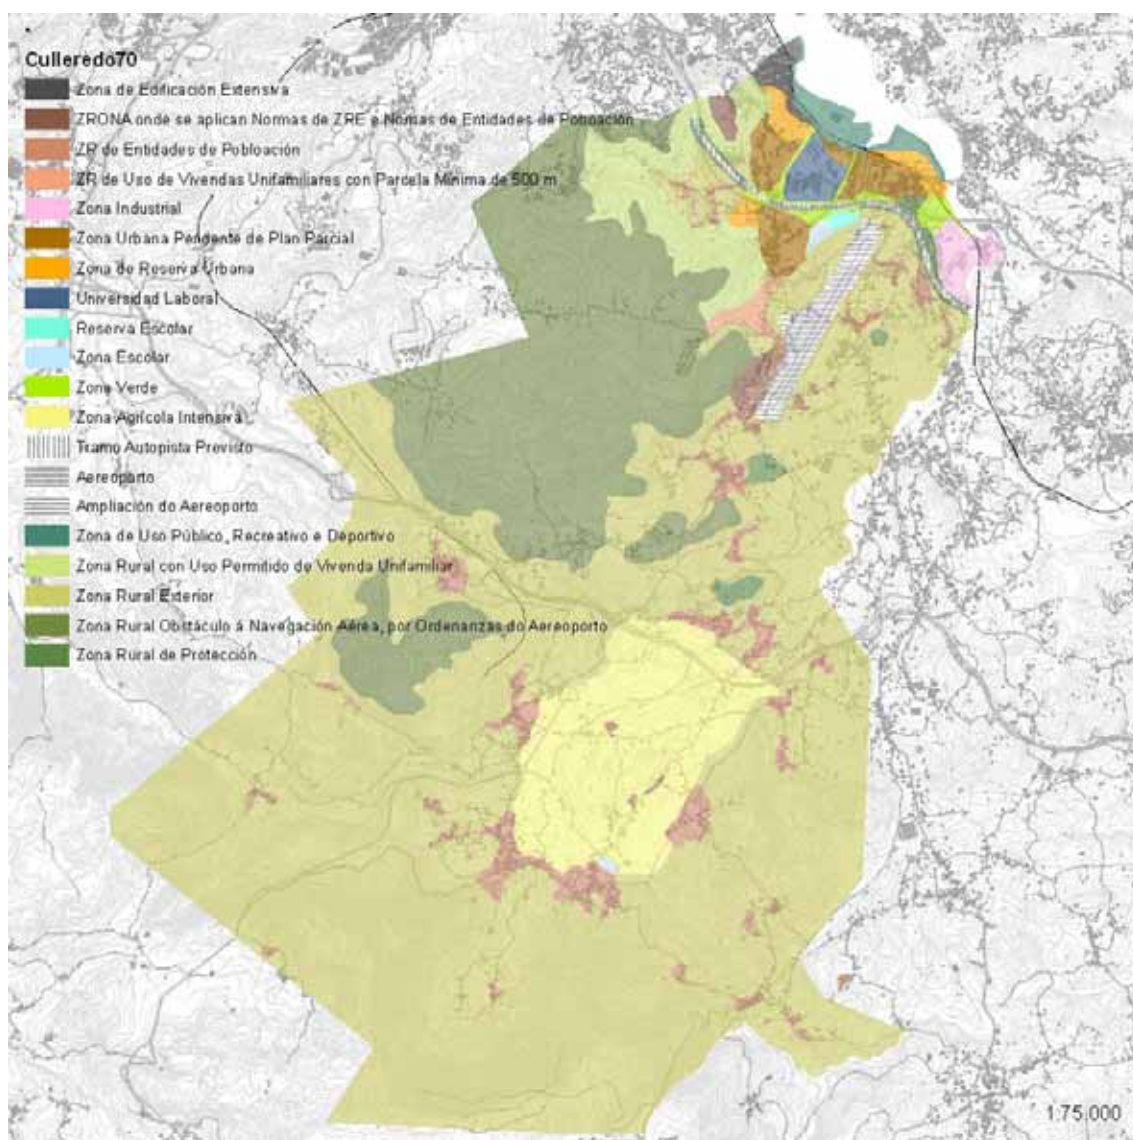 Culleredo70
Zona de Edificación Extensiva
ZRONA onde se aplican Normas de ZRE e Normas de Entidades de Poboación
ZR de Entidades de Pobloación
ZR de Uso de Vivendas Unifamiliares con Parcela Mínima de 500 m
Zona Industrial
Zona Urbana Pendente de Plan Parcial
Zona de Reserva Urbana
Universidad Laboral
Reserva Escolar
Zona Escolar
Zona Verde
Zona Agrícola Intensiva
Tramo Autopista Previsto
Aereoparto
Ampliación do Aereoporto
Zona de Uso Público, Recreativo e Deportivo
Zona Rural con Uso Permitido de Vivenda Unifamiliar
Zona Rural Exterior
Zona Rural Obstáculo á Navegación Aérea, por Ordenanzas do Aereoporto
Zona Rural de Protección
1:75.000